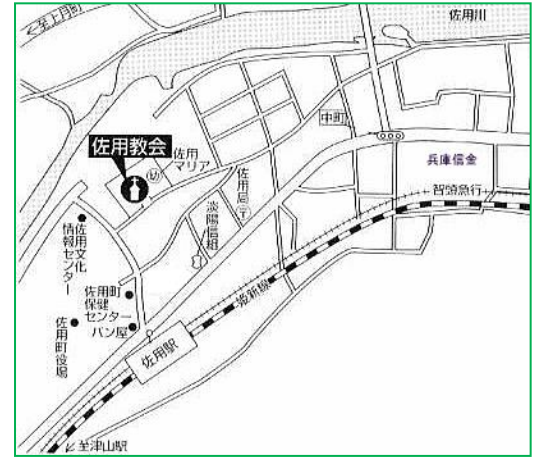 至上月町
佐用川
中町
佐用教会
佐用
マリア
幼
兵庫信金
佐用局
淡陽信組
智頭急行
佐用文化
情報センター
佐用町
保健
センター
パン屋
佐用町役場
姫新線
佐用駅
至津山駅